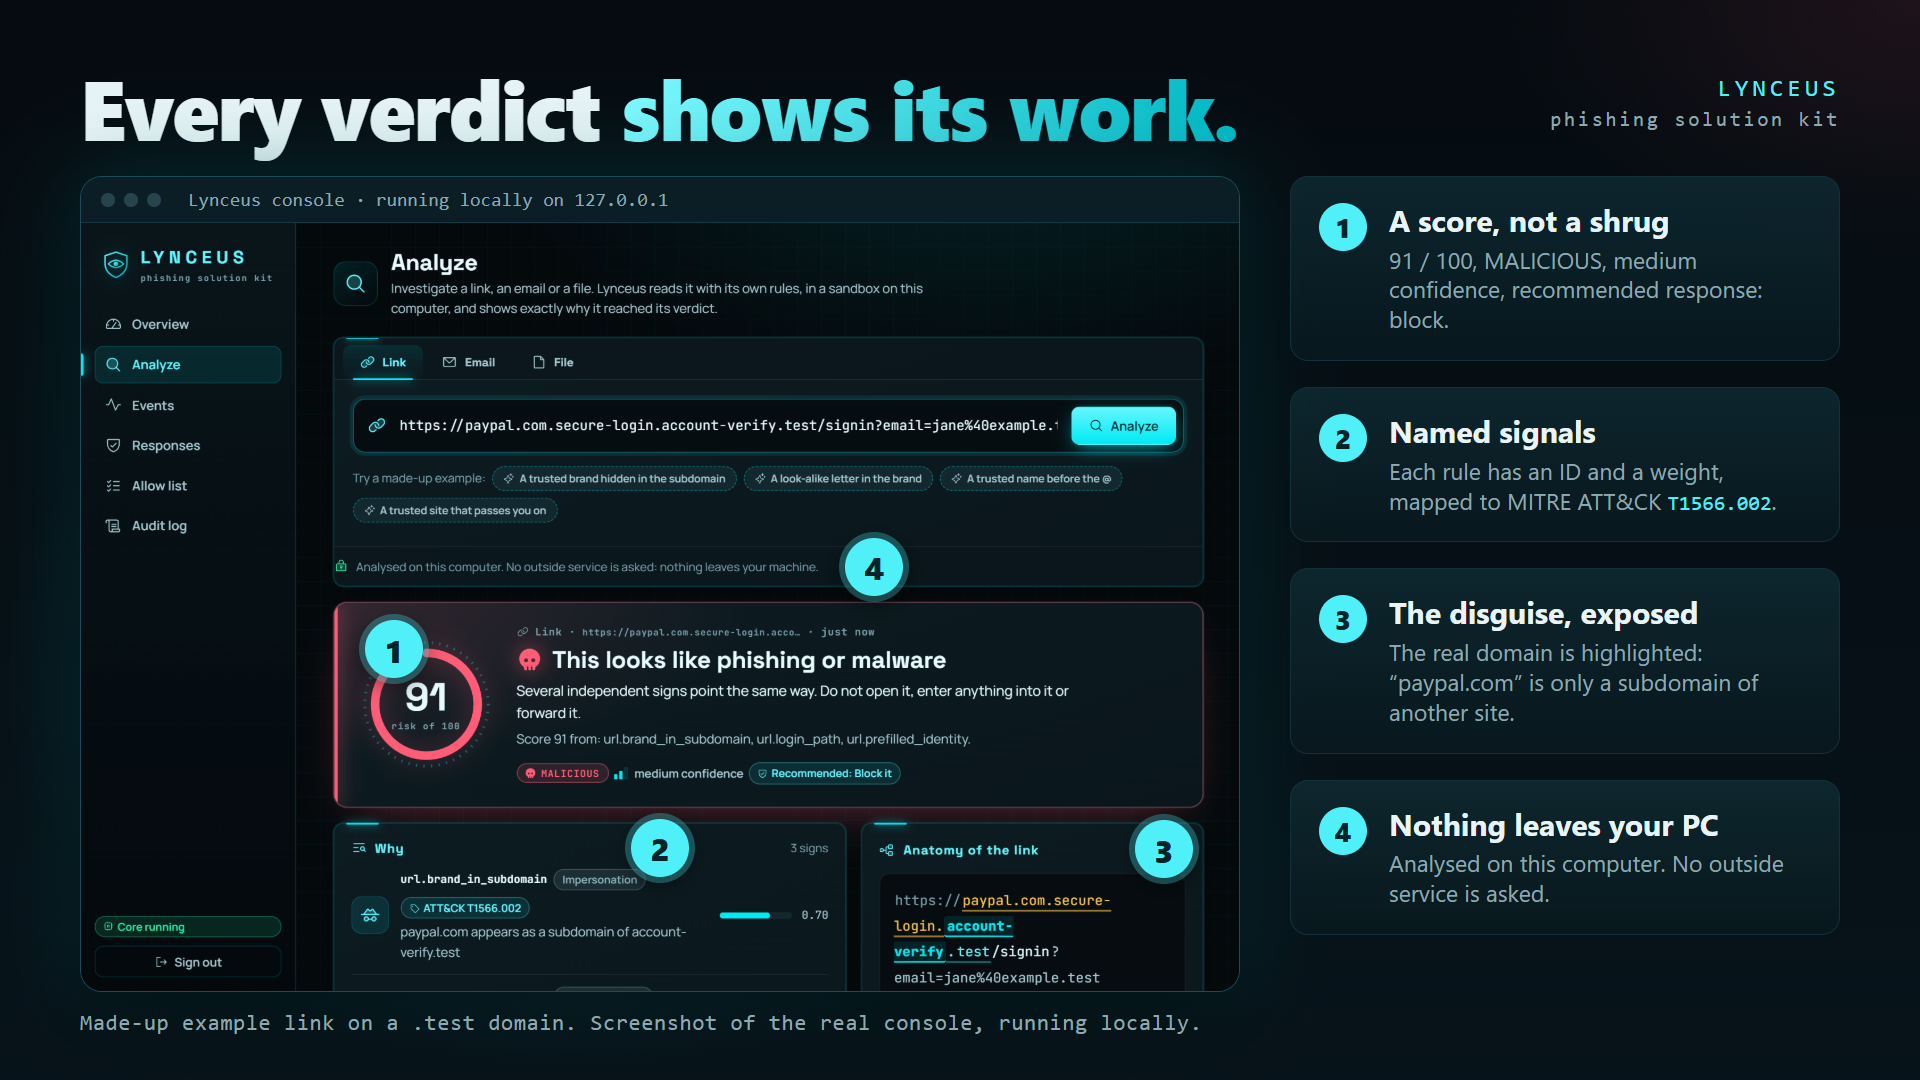 Every verdict shows its work.
LYNCEUS
phishing solution kit
Lynceus console · running locally on 127.0.0.1
LYNCEUS
phishing solution kit
Overview
Analyze
Events
Responses
Allow list
Audit log
Core running
Sign out
Analyze
Investigate a link, an email or a file. Lynceus reads it with its own rules, in a sandbox on this
computer, and shows exactly why it reached its verdict.
Link
Email
File
https://paypal.com.secure-login.account-verify.test/signin?email=jane%40example.t
Analyze
Try a made-up example:
A trusted brand hidden in the subdomain
A look-alike letter in the brand
A trusted name before the @
A trusted site that passes you on
Analysed on this computer. No outside service is asked: nothing leaves your machine.
4
1
91
risk of 100
Link · https://paypal.com.secure-login.acco… · just now
This looks like phishing or malware
Several independent signs point the same way. Do not open it, enter anything into it or
forward it.
Score 91 from: url.brand_in_subdomain, url.login_path, url.prefilled_identity.
MALICIOUS
medium confidence
Recommended: Block it
Why
2
3 signs
url.brand_in_subdomain
Impersonation
ATT&CK T1566.002
paypal.com appears as a subdomain of account-
verify.test
0.70
Anatomy of the link
3
https://paypal.com.secure-
login.account-
verify.test/signin?
email=jane%40example.test
1
A score, not a shrug
91 / 100, MALICIOUS, medium
confidence, recommended response:
block.
2
Named signals
Each rule has an ID and a weight,
mapped to MITRE ATT&CK T1566.002.
3
The disguise, exposed
The real domain is highlighted:
“paypal.com” is only a subdomain of
another site.
4
Nothing leaves your PC
Analysed on this computer. No outside
service is asked.
Made-up example link on a .test domain. Screenshot of the real console, running locally.